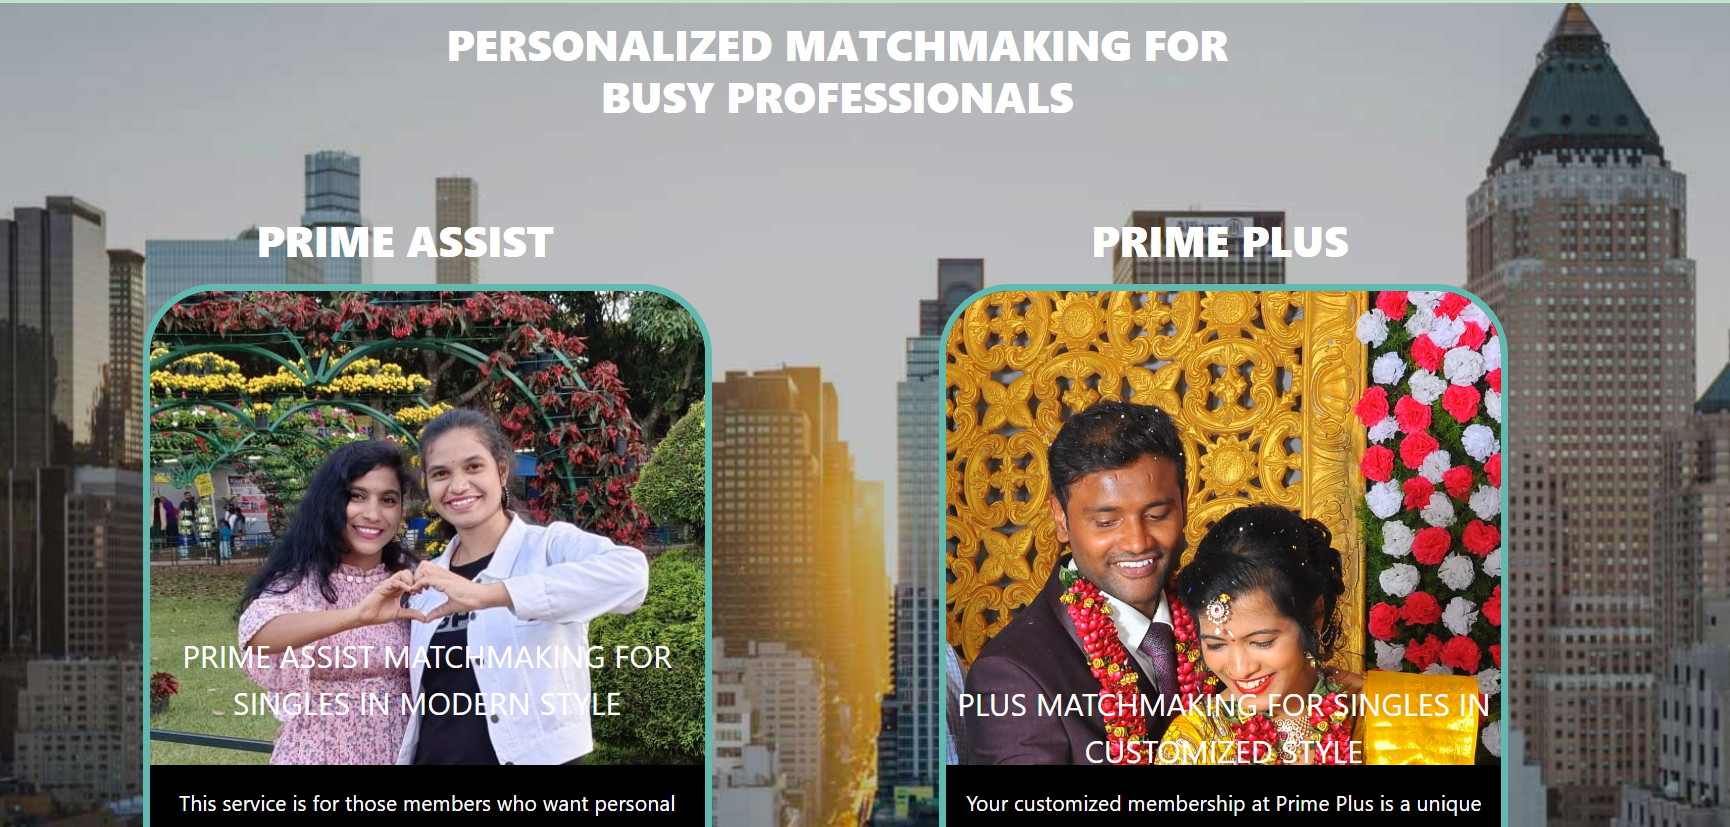 PERSONALIZED MATCHMAKING FOR
BUSY PROFESSIONALS
PRIME ASSIST
PRIME PLUS
PRIME ASSIST MATCHMAKING FOR
SINGLES IN MODERN STYLE
PLUS MATCHMAKING FOR SINGLES IN
CUSTOMIZED STYLE
This service is for those members who want personal
Your customized membership at Prime Plus is a unique